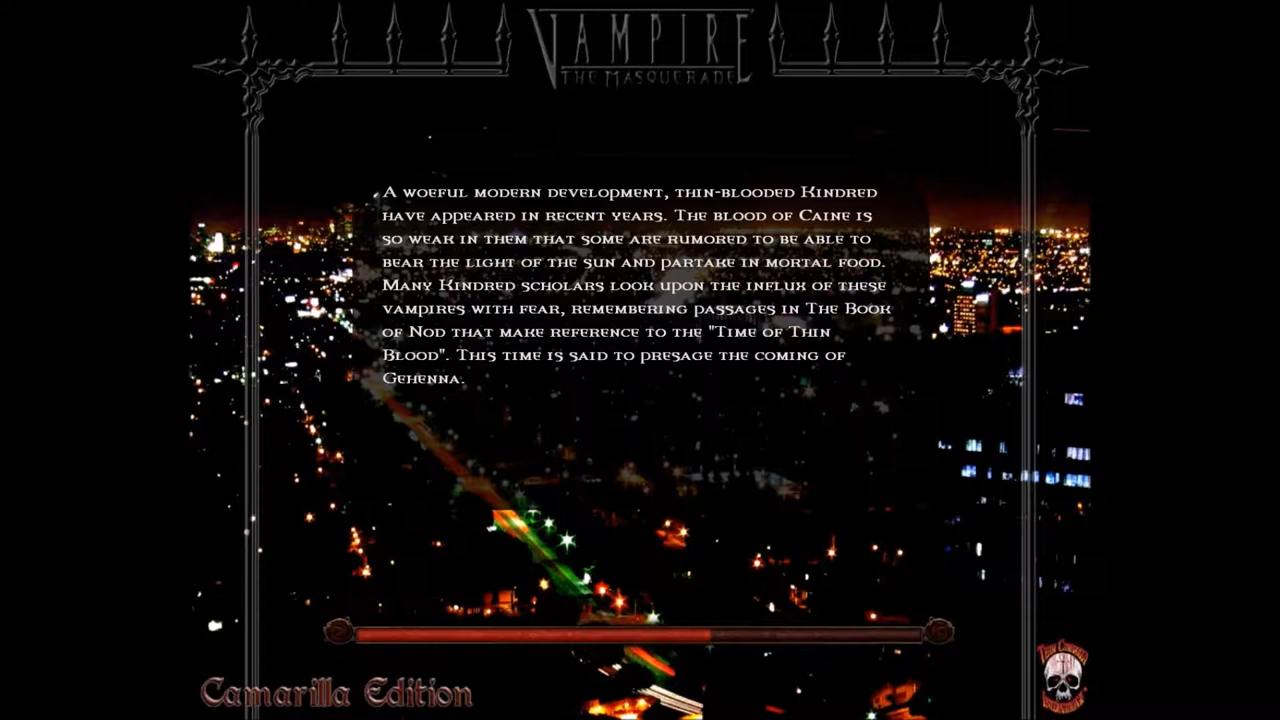 VAMPIRE
THE MASQUERADE
A WOEFUL MODERN DEVELOPMENT, THIN-BLOODED KINDRED
HAVE APPEARED IN RECENT YEARS. THE BLOOD OF CAINE IS
SO WEAK IN THEM THAT SOME ARE RUMORED TO BE ABLE TO
BEAR THE LIGHT OF THE SUN AND PARTAKE IN MORTAL FOOD.
MANY KINDRED SCHOLARS LOOK UPON THE INFLUX OF THESE
VAMPIRES WITH FEAR, REMEMBERING PASSAGES IN THE BOOK
OF NOD THAT MAKE REFERENCE TO THE "TIME OF THIN
BLOOD". THIS TIME IS SAID TO PRESAGE THE COMING OF
GEHENNA.
Camarilla Edition